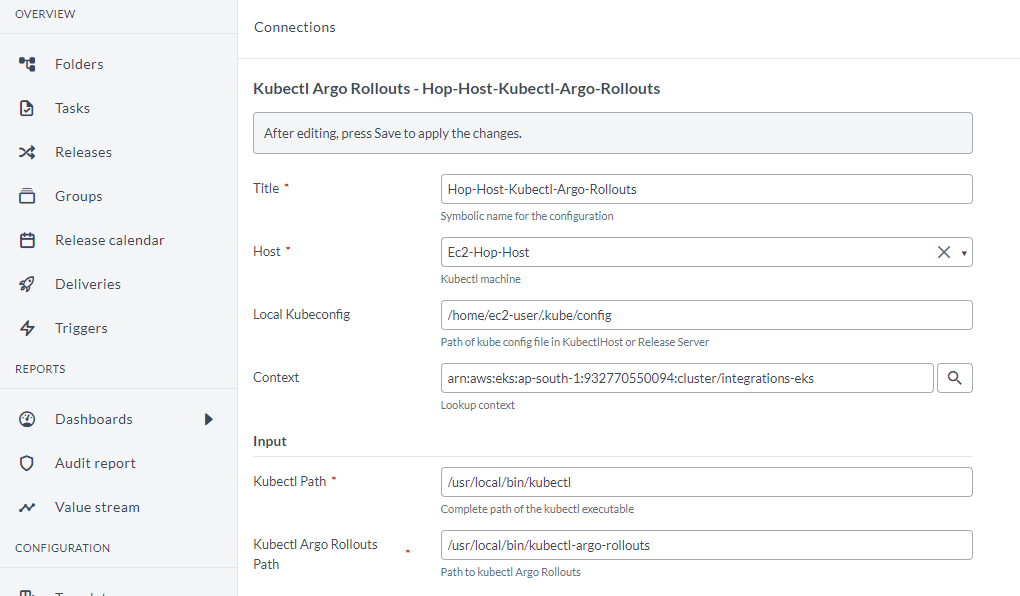 OVERVIEW
Folders
Tasks
Releases
Groups
Release calendar
Deliveries
Triggers
REPORTS
Dashboards
Audit report
Value stream
CONFIGURATION
Connections
Kubectl Argo Rollouts - Hop-Host-Kubectl-Argo-Rollouts
After editing, press Save to apply the changes.
Title *
Hop-Host-Kubectl-Argo-Rollouts
Symbolic name for the configuration
Host *
Ec2-Hop-Host
Kubectl machine
Local Kubeconfig
/home/ec2-user/.kube/config
Path of kube config file in KubectlHost or Release Server
Context
arn:aws:eks:ap-south-1:932770550094:cluster/integrations-eks
Lookup context
Input
Kubectl Path *
/usr/local/bin/kubectl
Complete path of the kubectl executable
Kubectl Argo Rollouts
Path *
/usr/local/bin/kubectl-argo-rollouts
Path to kubectl Argo Rollouts